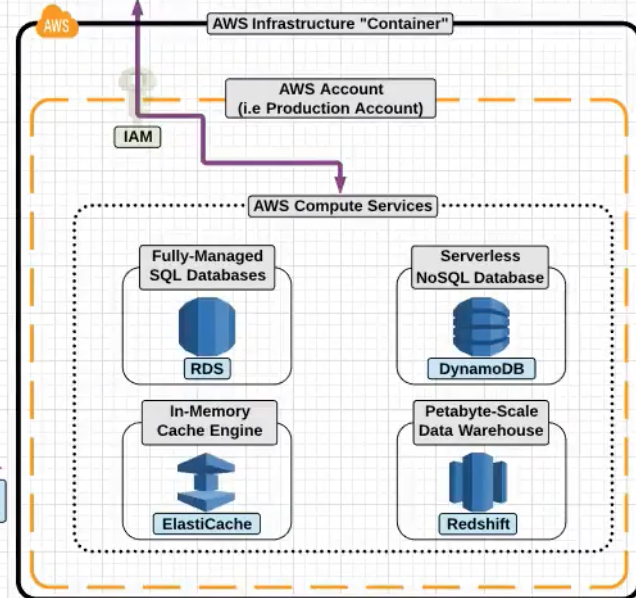 AWS
AWS Infrastructure "Container"
AWS Account
(i.e Production Account)
IAM
AWS Compute Services
Fully-Managed
SQL Databases
RDS
Serverless
NoSQL Database
DynamoDB
In-Memory
Cache Engine
ElastiCache
Petabyte-Scale
Data Warehouse
Redshift